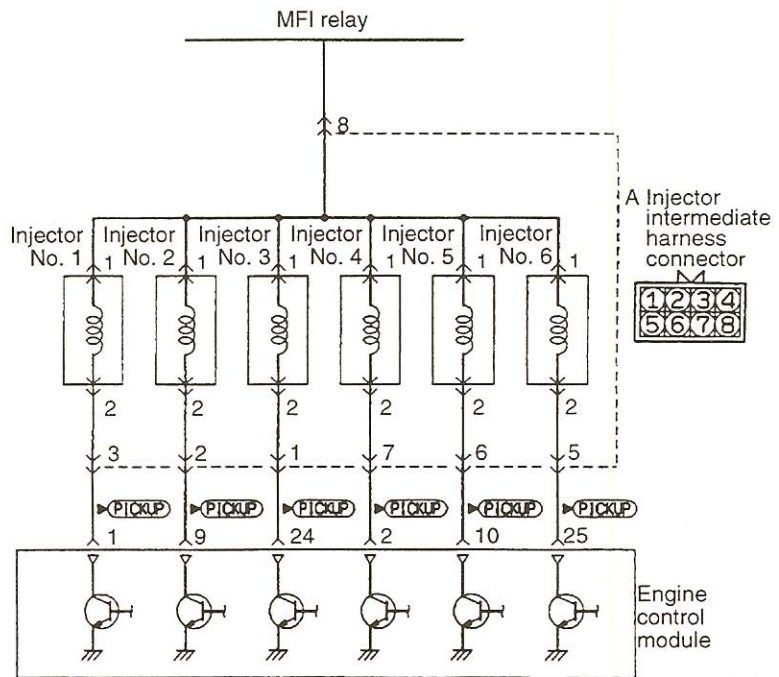 MFI relay
8
A Injector
intermediate
harness
connector
Injector No. 1
Injector No. 2
Injector No. 3
Injector No. 4
Injector No. 5
Injector No. 6
1 1 1 1 1 1
1 2 3 4
5 6 7 8
2 2 2 2 2 2
3 2 1 7 6 5
PICKUP PICKUP PICKUP PICKUP PICKUP PICKUP
1 9 24 2 10 25
Engine
control
module